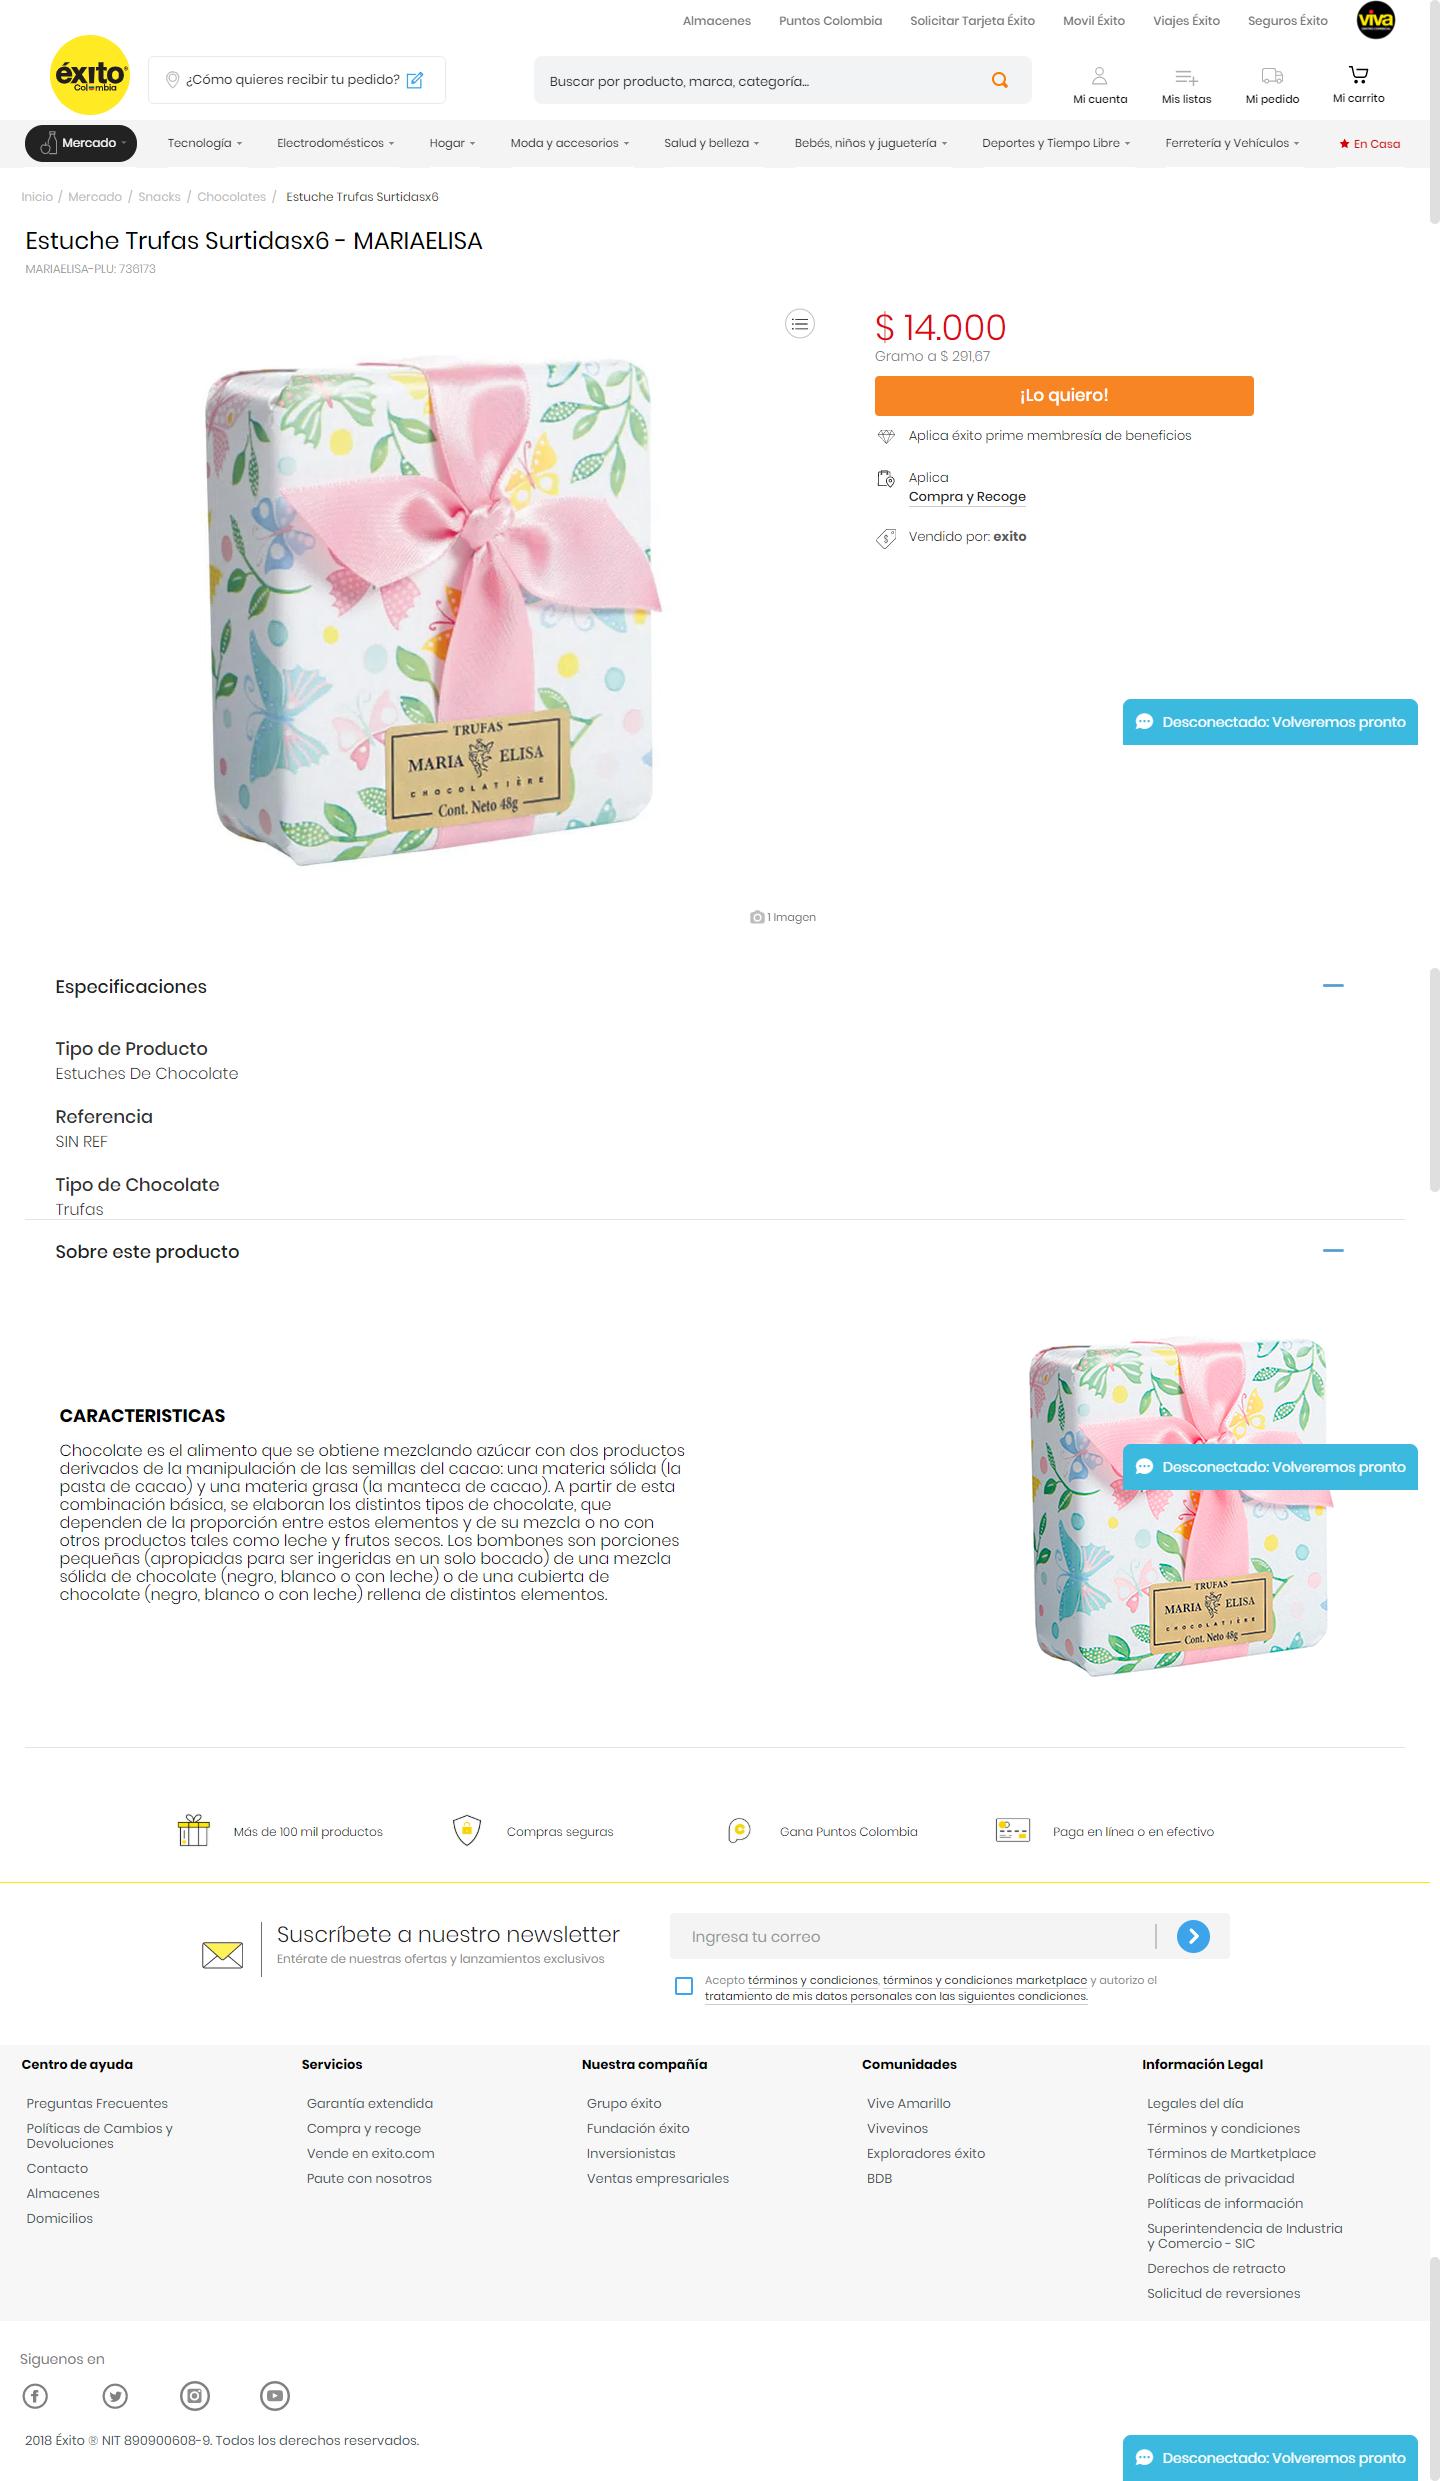 Almacenes Puntos Colombia Solicitar Tarjeta Éxito Movil Éxito Viajes Éxito Seguros Éxito viva
éxito
Colombia
¿Cómo quieres recibir tu pedido?
Buscar por producto, marca, categoría...
Mi cuenta Mis listas Mi pedido Mi carrito
Mercado Tecnología Electrodomésticos Hogar Moda y accesorios Salud y belleza Bebés, niños y juguetería Deportes y Tiempo Libre Ferretería y Vehículos En Casa
Inicio / Mercado / Snacks / Chocolates / Estuche Trufas Surtidasx6
Estuche Trufas Surtidasx6 - MARIAELISA
MARIAELISA-PLU: 736173
$ 14.000
Gramo a $ 291,67
¡Lo quiero!
Aplica éxito prime membresía de beneficios
Aplica
Compra y Recoge
Vendido por: exito
TRUFAS
MARIA ELISA
CHOCOLATIÈRE
Cont. Neto 48g
Desconectado: Volveremos pronto
1 Imagen
Especificaciones
Tipo de Producto
Estuches De Chocolate
Referencia
SIN REF
Tipo de Chocolate
Trufas
Sobre este producto
CARACTERISTICAS
Chocolate es el alimento que se obtiene mezclando azúcar con dos productos
derivados de la manipulación de las semillas del cacao: una materia sólida (la
pasta de cacao) y una materia grasa (la manteca de cacao). A partir de esta
combinación básica, se elaboran los distintos tipos de chocolate, que
dependen de la proporción entre estos elementos y de su mezcla o no con
otros productos tales como leche y frutos secos. Los bombones son porciones
pequeñas (apropiadas para ser ingeridas en un solo bocado) de una mezcla
sólida de chocolate (negro, blanco o con leche) o de una cubierta de
chocolate (negro, blanco o con leche) rellena de distintos elementos.
Desconectado: Volveremos pronto
TRUFAS
MARIA ELISA
CHOCOLATIÈRE
Cont. Neto 48g
Más de 100 mil productos Compras seguras Gana Puntos Colombia Paga en línea o en efectivo
Suscríbete a nuestro newsletter
Entérate de nuestras ofertas y lanzamientos exclusivos
Ingresa tu correo
Acepto términos y condiciones, términos y condiciones marketplace y autorizo el
tratamiento de mis datos personales con las siguientes condiciones.
Centro de ayuda
Preguntas Frecuentes
Políticas de Cambios y
Devoluciones
Contacto
Almacenes
Domicilios
Servicios
Garantía extendida
Compra y recoge
Vende en exito.com
Paute con nosotros
Nuestra compañía
Grupo éxito
Fundación éxito
Inversionistas
Ventas empresariales
Comunidades
Vive Amarillo
Vivevinos
Exploradores éxito
BDB
Información Legal
Legales del día
Términos y condiciones
Términos de Martketplace
Políticas de privacidad
Políticas de información
Superintendencia de Industria
y Comercio - SIC
Derechos de retracto
Solicitud de reversiones
Siguenos en
2018 Éxito ® NIT 890900608-9. Todos los derechos reservados.
Desconectado: Volveremos pronto